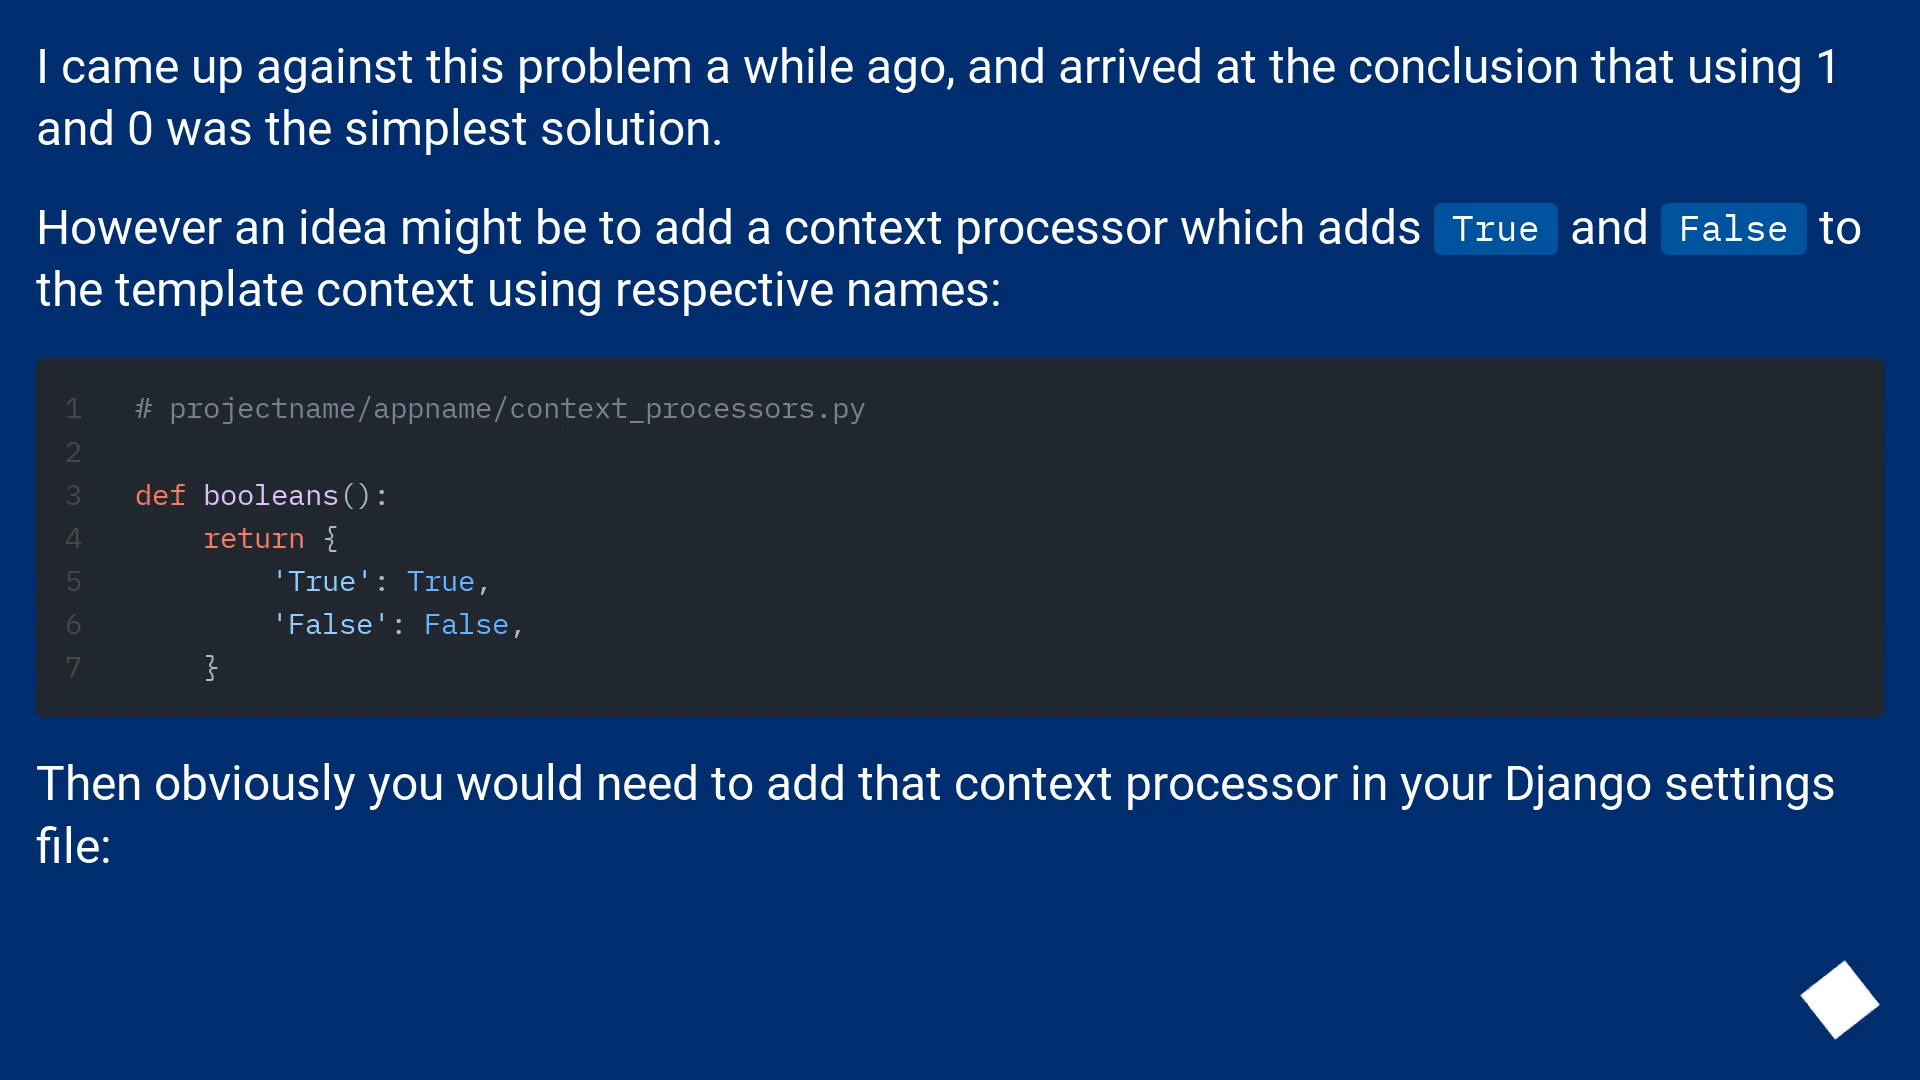 I came up against this problem a while ago, and arrived at the conclusion that using 1
and 0 was the simplest solution.
However an idea might be to add a context processor which adds True and False to
the template context using respective names:
1 # projectname/appname/context_processors.py
2
3 def booleans():
4     return {
5         'True': True,
6         'False': False,
7     }
Then obviously you would need to add that context processor in your Django settings
file: